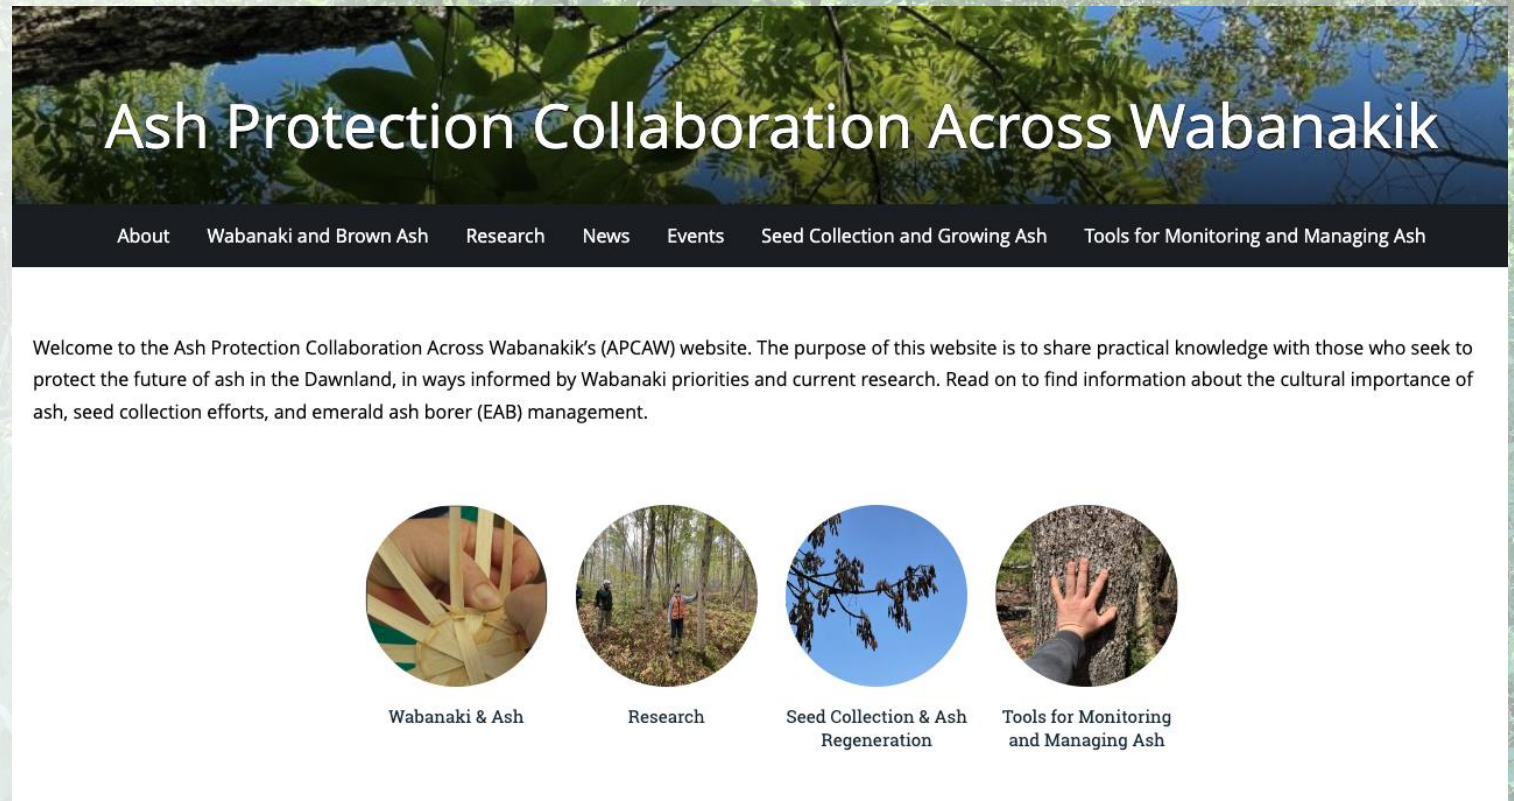 Ash Protection Collaboration Across Wabanakik
About Wabanaki and Brown Ash Research News Events Seed Collection and Growing Ash Tools for Monitoring and Managing Ash
Welcome to the Ash Protection Collaboration Across Wabanakik’s (APCAW) website. The purpose of this website is to share practical knowledge with those who seek to
protect the future of ash in the Dawnland, in ways informed by Wabanaki priorities and current research. Read on to find information about the cultural importance of
ash, seed collection efforts, and emerald ash borer (EAB) management.
Wabanaki & Ash
Research
Seed Collection & Ash
Regeneration
Tools for Monitoring
and Managing Ash